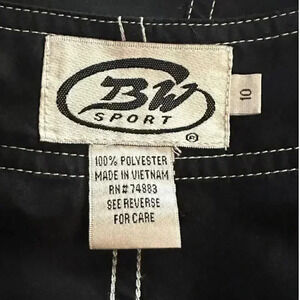 BW
SPORT
®
10
100% POLYESTER
MADE IN VIETNAM
RN# 74883
SEE REVERSE
FOR CARE